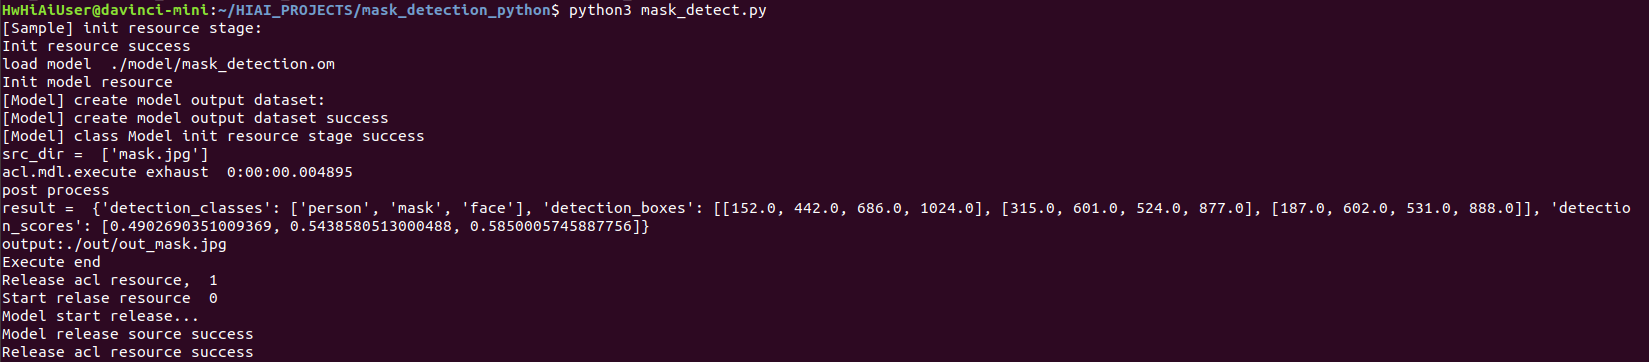 HwHiAiUser@davinci-mini:~/HIAI_PROJECTS/mask_detection_python$ python3 mask_detect.py
[Sample] init resource stage:
Init resource success
load model  ./model/mask_detection.om
Init model resource
[Model] create model output dataset:
[Model] create model output dataset success
[Model] class Model init resource stage success
src_dir =  ['mask.jpg']
acl.mdl.execute exhaust  0:00:00.004895
post process
result =  {'detection_classes': ['person', 'mask', 'face'], 'detection_boxes': [[152.0, 442.0, 686.0, 1024.0], [315.0, 601.0, 524.0, 877.0], [187.0, 602.0, 531.0, 888.0]], 'detectio
n_scores': [0.4902690351009369, 0.5438580513000488, 0.5850005745887756]}
output:./out/out_mask.jpg
Execute end
Release acl resource,  1
Start relase resource  0
Model start release...
Model release source success
Release acl resource success